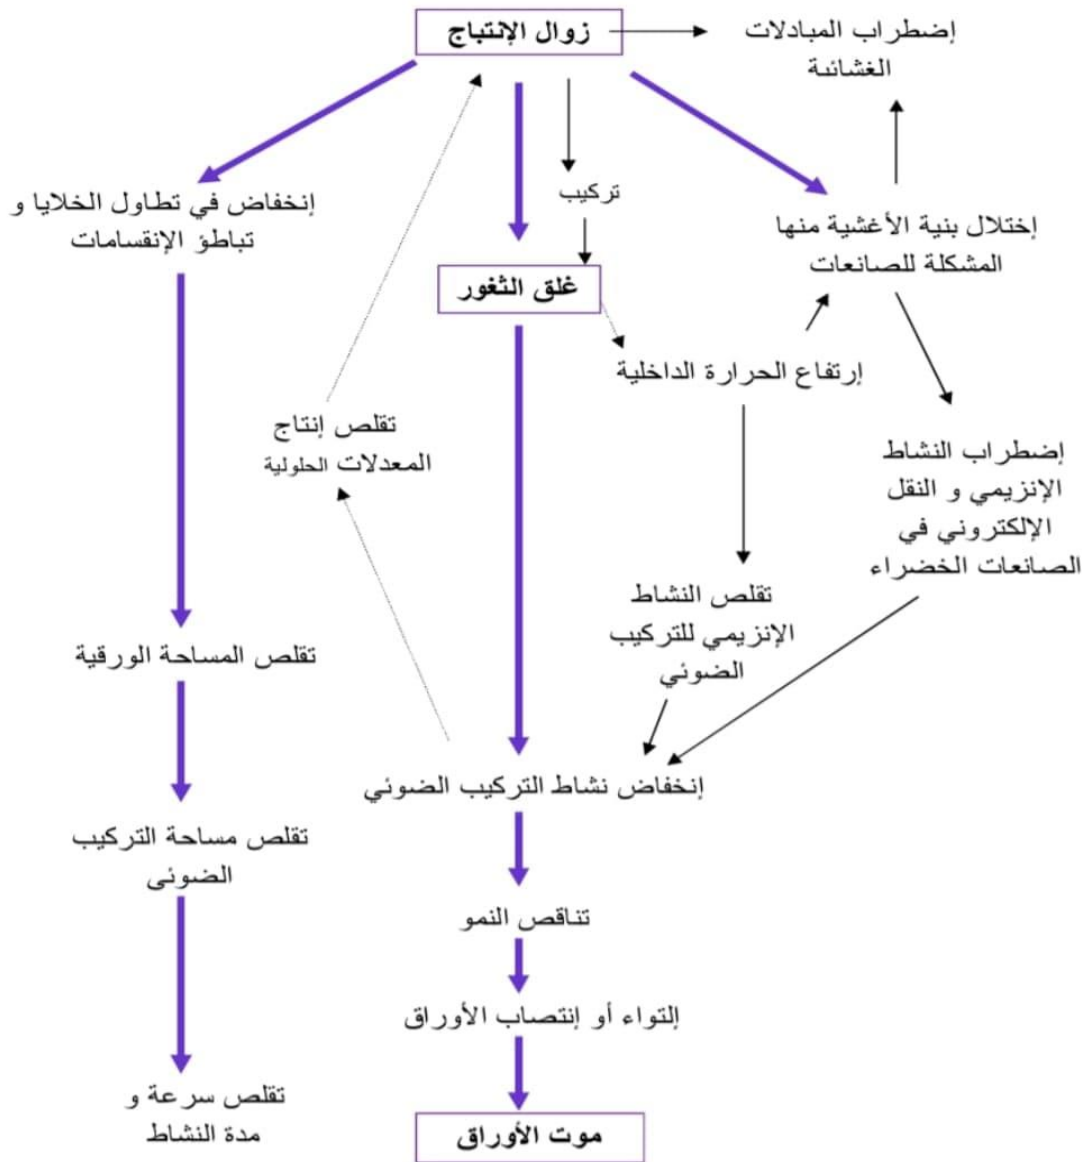 زوال الإنتباج
إضطراب المبادلات
الغشائية
تركيب
إنخفاض في تطاول الخلايا و
تباطؤ الإنقسامات
إختلال بنية الأغشية منها
المشكلة للصانعات
غلق الثغور
إرتفاع الحرارة الداخلية
تقلص إنتاج
المعدلات الحلولية
إضطراب النشاط
الإنزيمي و النقل
الإلكتروني في
الصانعات الخضراء
تقلص النشاط
الإنزيمي للتركيب
الضوئي
تقلص المساحة الورقية
إنخفاض نشاط التركيب الضوئي
تقلص مساحة التركيب
الضوئي
تناقص النمو
إلتواء أو إنتصاب الأوراق
تقلص سرعة و
مدة النشاط
موت الأوراق